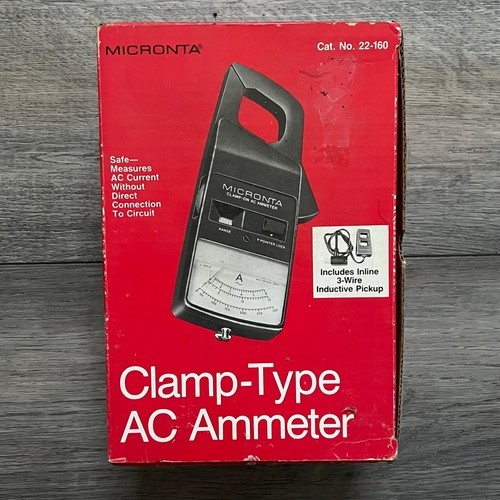 MICRONTA®
Cat. No. 22-160
Safe—
Measures
AC Current
Without
Direct
Connection
To Circuit
MICRONTA
CLAMP-ON AC AMMETER
RANGE
POINTER LOCK
A
Includes Inline
3-Wire
Inductive Pickup
Clamp-Type
AC Ammeter